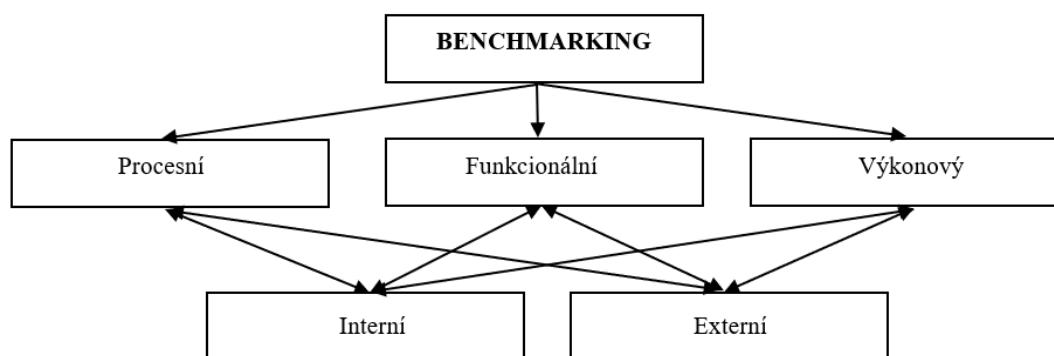 BENCHMARKING
Procesní
Funkcionální
Výkonový
Interní
Externí